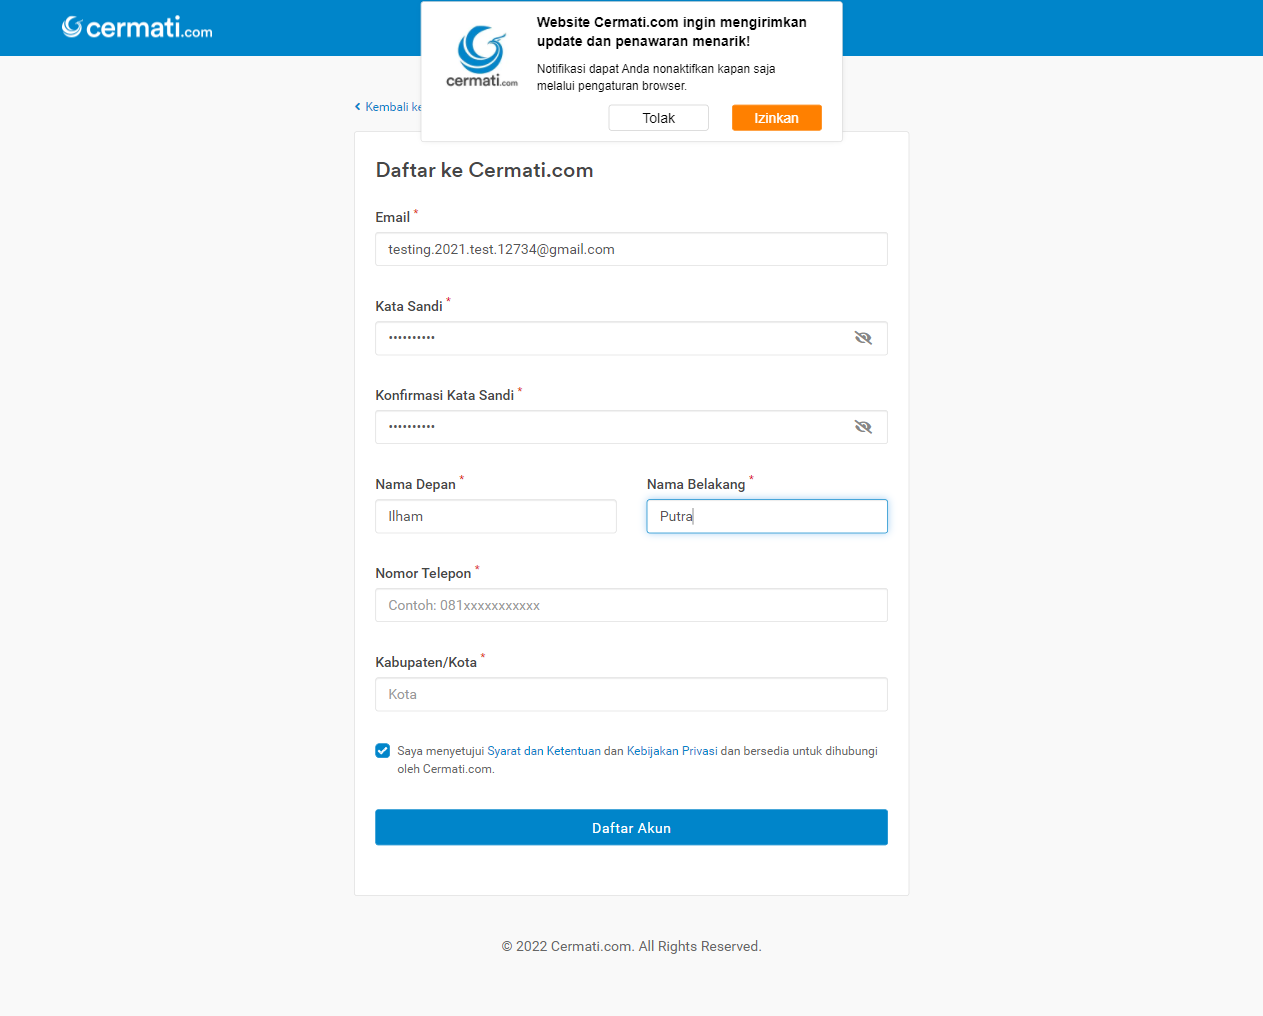 cermati.com
cermati.com
Website Cermati.com ingin mengirimkan
update dan penawaran menarik!
Notifikasi dapat Anda nonaktifkan kapan saja
melalui pengaturan browser.
Tolak
Izinkan
Kembali ke
Daftar ke Cermati.com
Email *
testing.2021.test.12734@gmail.com
Kata Sandi *
••••••••••
Konfirmasi Kata Sandi *
••••••••••
Nama Depan *
Nama Belakang *
Ilham
Putra
Nomor Telepon *
Contoh: 081xxxxxxxxxxx
Kabupaten/Kota *
Kota
Saya menyetujui Syarat dan Ketentuan dan Kebijakan Privasi dan bersedia untuk dihubungi
oleh Cermati.com.
Daftar Akun
© 2022 Cermati.com. All Rights Reserved.